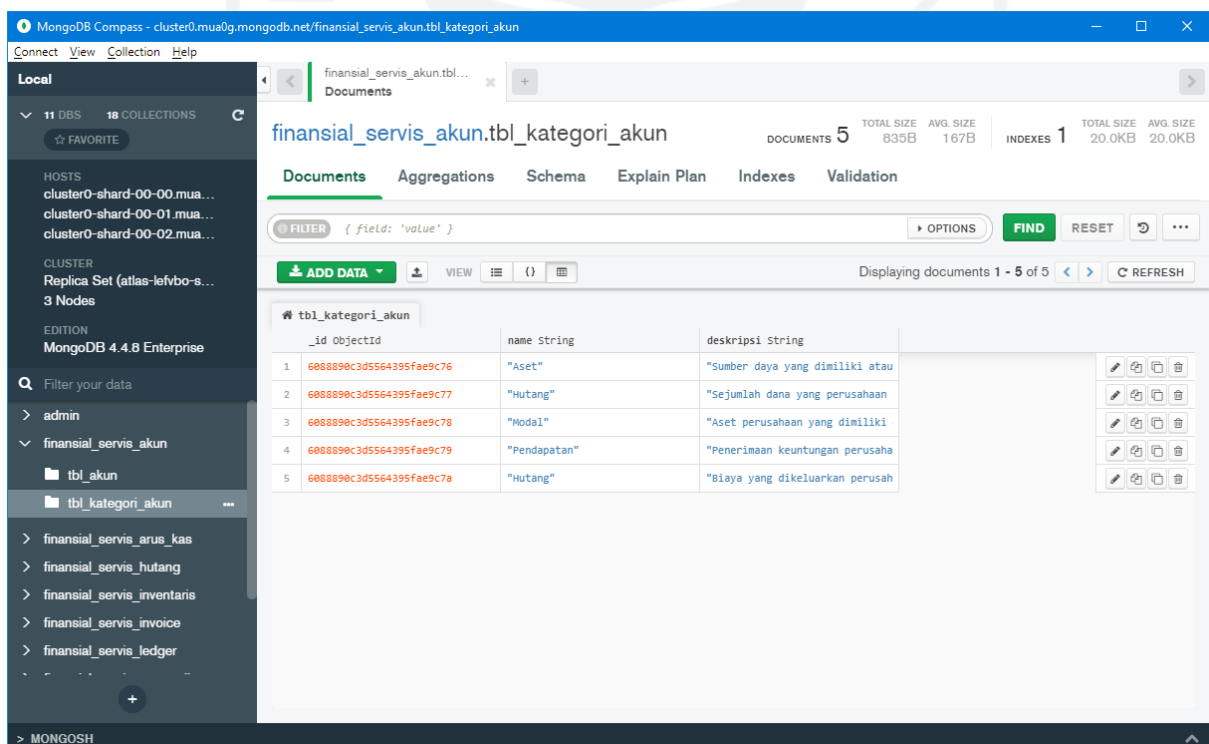 MongoDB Compass - cluster0.mua0g.mongodb.net/finansial_servis_akun.tbl_kategori_akun
Connect View Collection Help
Local
11 DBS 18 COLLECTIONS
FAVORITE
HOSTS
cluster0-shard-00-00.mua...
cluster0-shard-00-01.mua...
cluster0-shard-00-02.mua...
CLUSTER
Replica Set (atlas-lefvbo-s...
3 Nodes
EDITION
MongoDB 4.4.8 Enterprise
Filter your data
admin
finansial_servis_akun
tbl_akun
tbl_kategori_akun
finansial_servis_arus_kas
finansial_servis_hutang
finansial_servis_inventaris
finansial_servis_invoice
finansial_servis_ledger
> MONGOSH
finansial_servis_akun.tbl...
Documents
finansial_servis_akun.tbl_kategori_akun
DOCUMENTS 5 TOTAL SIZE 835B AVG. SIZE 167B INDEXES 1 TOTAL SIZE 20.0KB AVG. SIZE 20.0KB
Documents Aggregations Schema Explain Plan Indexes Validation
FILTER { field: 'value' } OPTIONS FIND RESET
ADD DATA VIEW Displaying documents 1 - 5 of 5 REFRESH
tbl_kategori_akun
_id ObjectId name String deskripsi String
1 6088890c3d5564395fae9c76 "Aset" "Sumber daya yang dimiliki atau
2 6088890c3d5564395fae9c77 "Hutang" "Sejumlah dana yang perusahaan
3 6088890c3d5564395fae9c78 "Modal" "Aset perusahaan yang dimiliki
4 6088890c3d5564395fae9c79 "Pendapatan" "Penerimaan keuntungan perusaha
5 6088890c3d5564395fae9c7a "Hutang" "Biaya yang dikeluarkan perusah